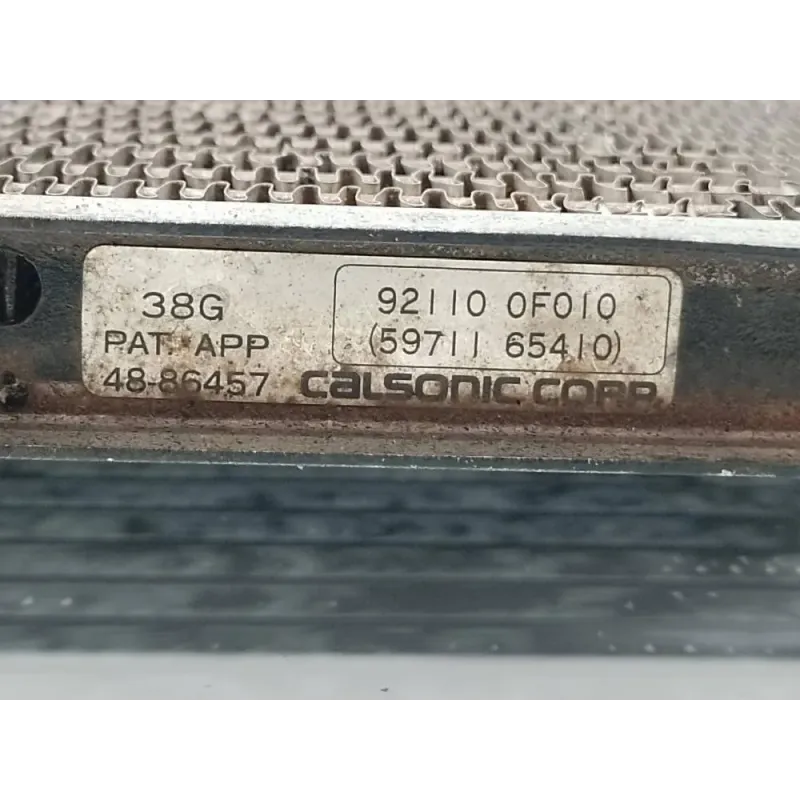 38G
PAT. APP
48-86457
92110 0F010
(59711 65410)
CALSONIC CORP.